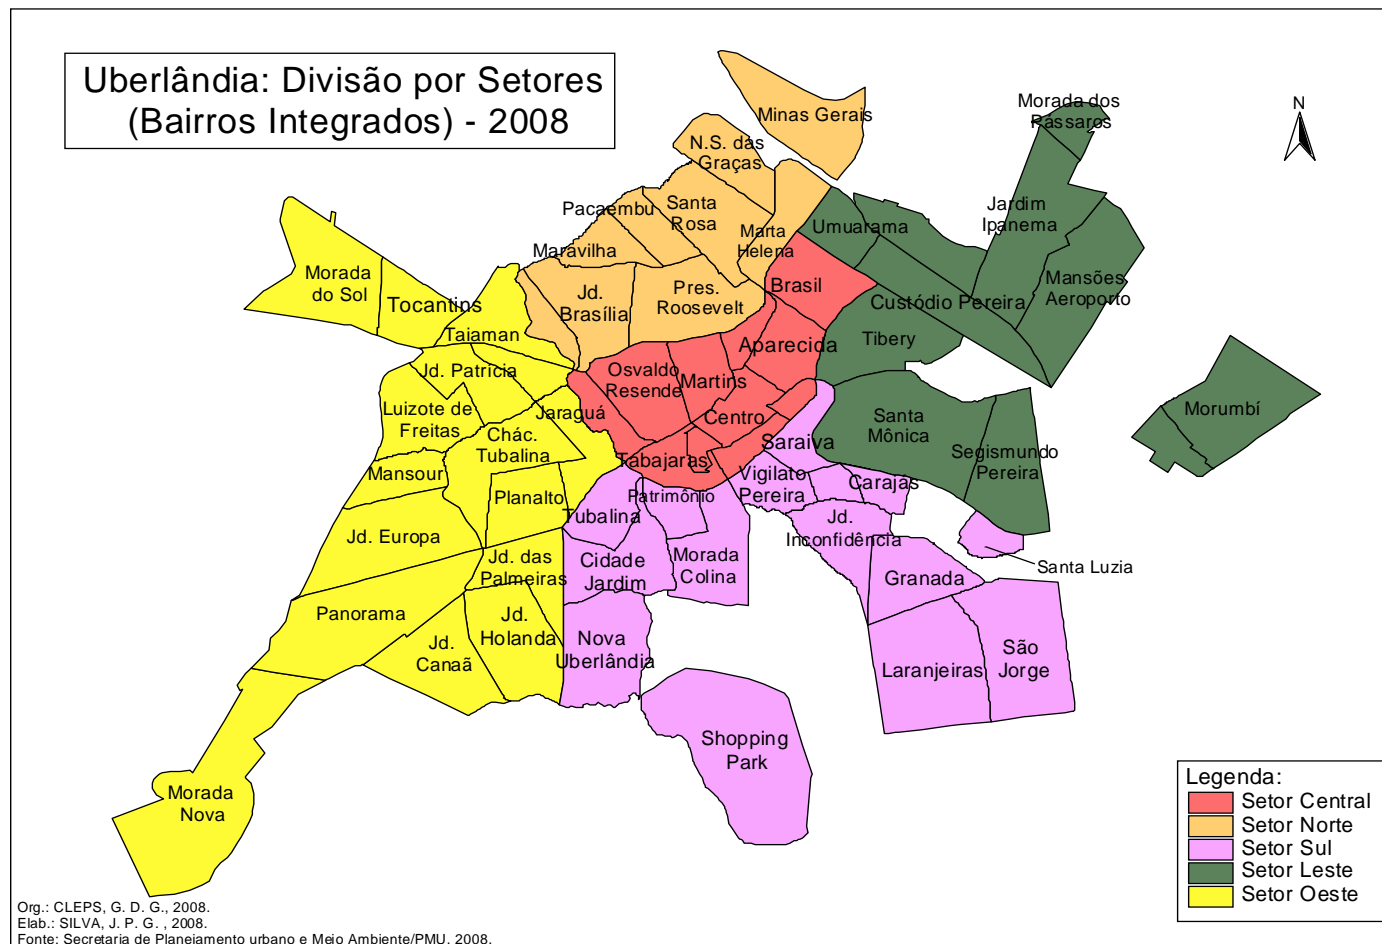 Uberlândia: Divisão por Setores
(Bairros Integrados) - 2008
N
Minas Gerais
Morada dos
Pássaros
N.S. das
Graças
Pacaembu
Santa
Rosa
Marta
Helena
Umuarama
Jardim
Ipanema
Maravilha
Morada
do Sol
Tocantins
Jd.
Brasília
Pres.
Roosevelt
Brasil
Custódio Pereira
Mansões
Aeroporto
Taiaman
Aparecida
Tibery
Jd. Patrícia
Osvaldo
Resende
Martins
Luizote de
Freitas
Jaraguá
Centro
Santa
Mônica
Morumbí
Chác.
Tubalina
Saraiva
Segismundo
Pereira
Mansour
Tabajaras
Vigilato
Pereira
Carajás
Planalto
Patrimônio
Tubalina
Jd.
Inconfidência
Jd. Europa
Jd. das
Palmeiras
Cidade
Jardim
Morada
Colina
Santa Luzia
Granada
Panorama
Jd.
Holanda
Jd.
Canaã
Nova
Uberlândia
Laranjeiras
São
Jorge
Shopping
Park
Morada
Nova
Legenda:
Setor Central
Setor Norte
Setor Sul
Setor Leste
Setor Oeste
Org.: CLEPS, G. D. G., 2008.
Elab.: SILVA, J. P. G. , 2008.
Fonte: Secretaria de Planejamento urbano e Meio Ambiente/PMU, 2008.